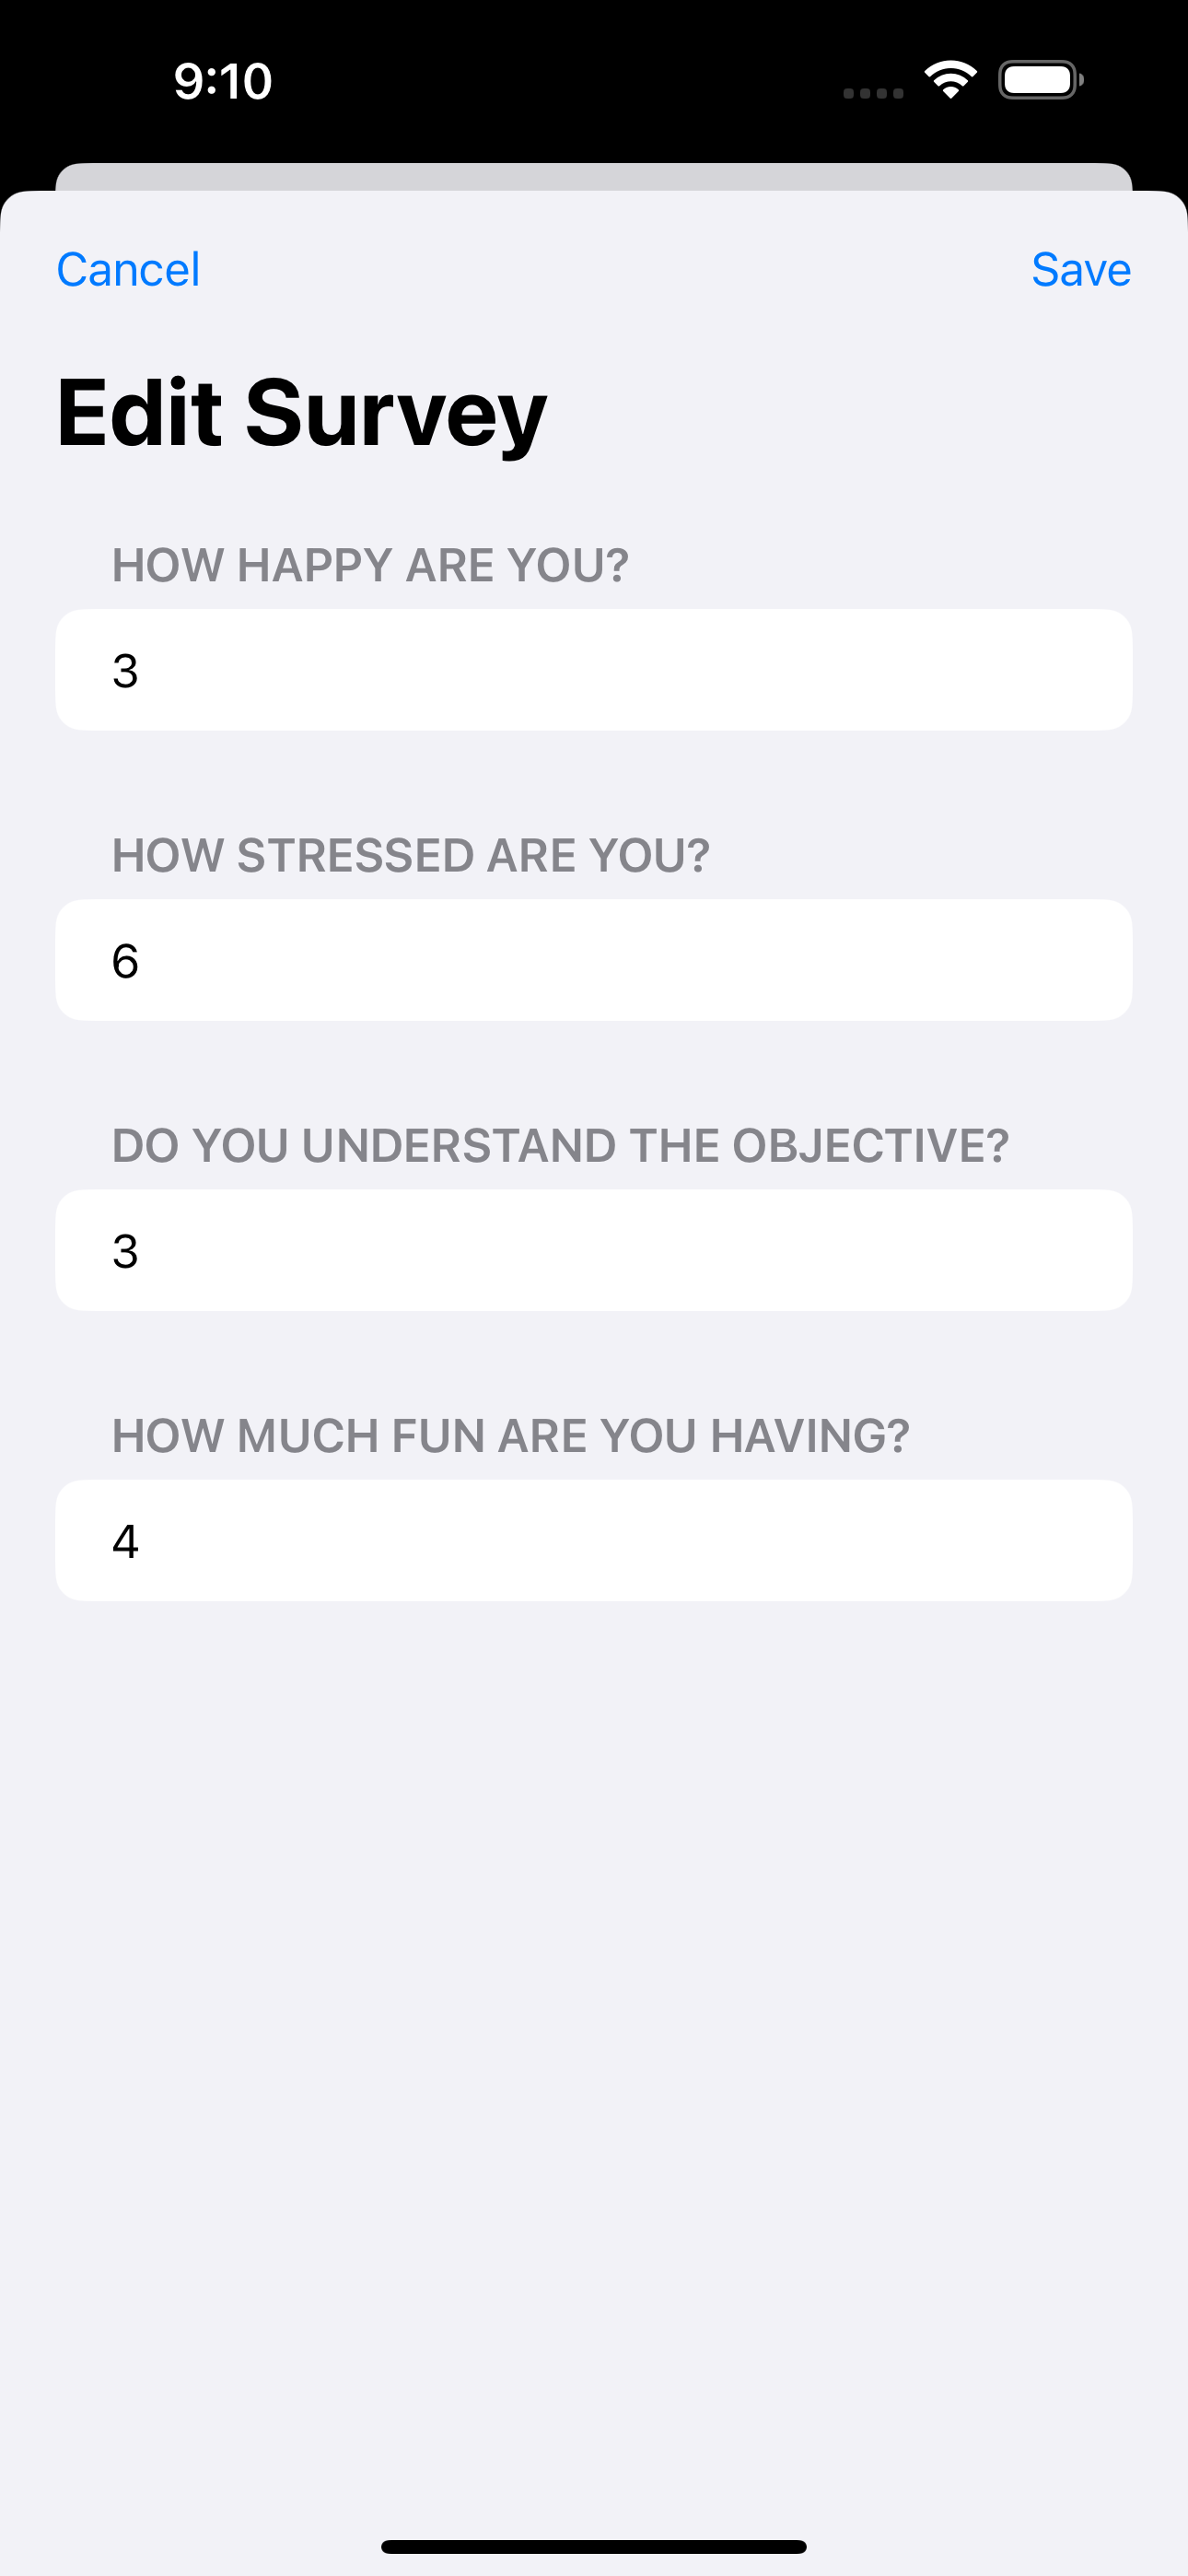 9:10
Cancel
Save
Edit Survey
HOW HAPPY ARE YOU?
3
HOW STRESSED ARE YOU?
6
DO YOU UNDERSTAND THE OBJECTIVE?
3
HOW MUCH FUN ARE YOU HAVING?
4